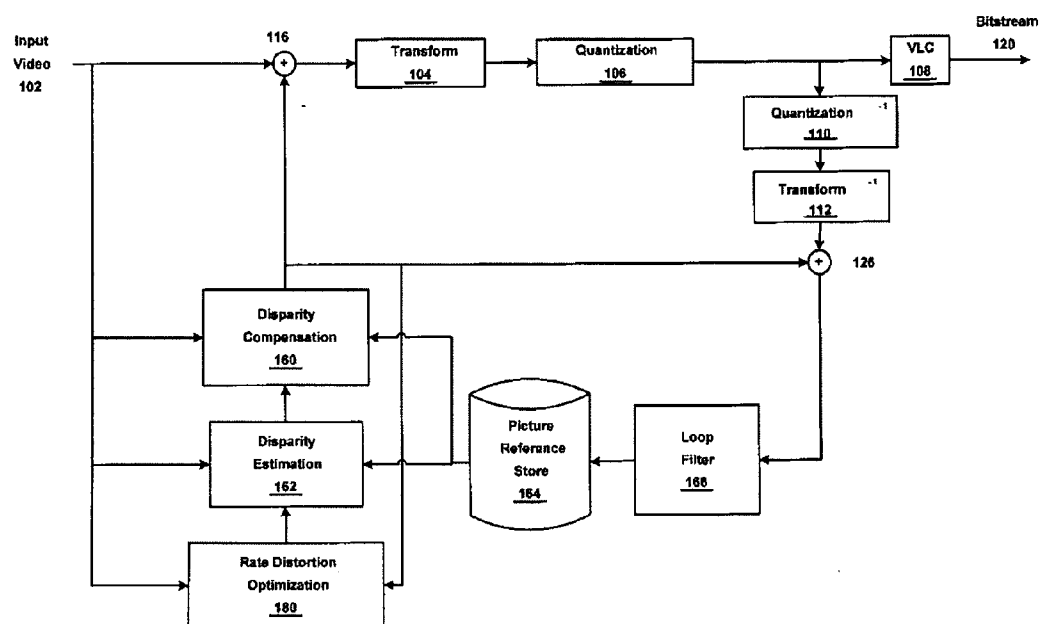 Input
Video
102
116
Transform
104
Quantization
106
VLC
108
Bitstream
120
Quantization -1
110
Transform -1
112
126
Disparity
Compensation
160
Disparity
Estimation
162
Picture
Reference
Store
164
Loop
Filter
166
Rate Distortion
Optimization
180
+
+